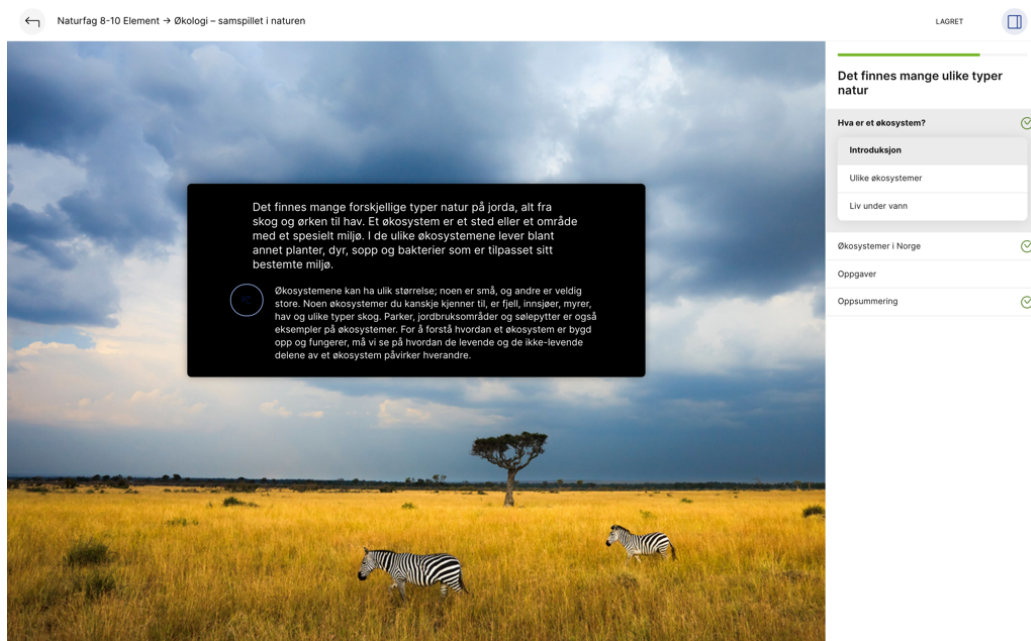 Naturfag 8-10 Element → Økologi – samspillet i naturen
LAGRET
Det finnes mange forskjellige typer natur på jorda, alt fra
skog og ørken til hav. Et økosystem er et sted eller et område
med et spesielt miljø. I de ulike økosystemene lever blant
annet planter, dyr, sopp og bakterier som er tilpasset sitt
bestemte miljø.
Økosystemene kan ha ulik størrelse; noen er små, og andre er veldig
store. Noen økosystemer du kanskje kjenner til, er fjell, innsjøer, myrer,
hav og ulike typer skog. Parker, jordbruksområder og sølepytter er også
eksempler på økosystemer. For å forstå hvordan et økosystem er bygd
opp og fungerer, må vi se på hvordan de levende og de ikke-levende
delene av et økosystem påvirker hverandre.
Det finnes mange ulike typer
natur
Hva er et økosystem?
Introduksjon
Ulike økosystemer
Liv under vann
Økosystemer i Norge
Oppgaver
Oppsummering